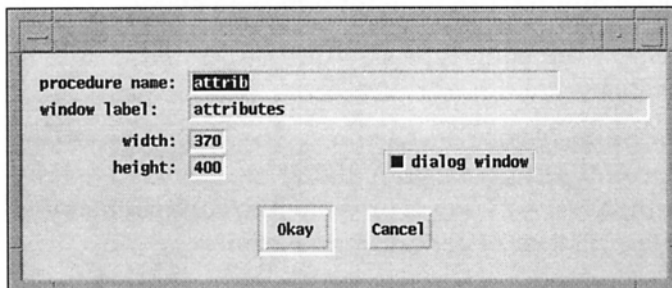 procedure name: attrib
window label: attributes
width: 370
height: 400
dialog window
Okay Cancel